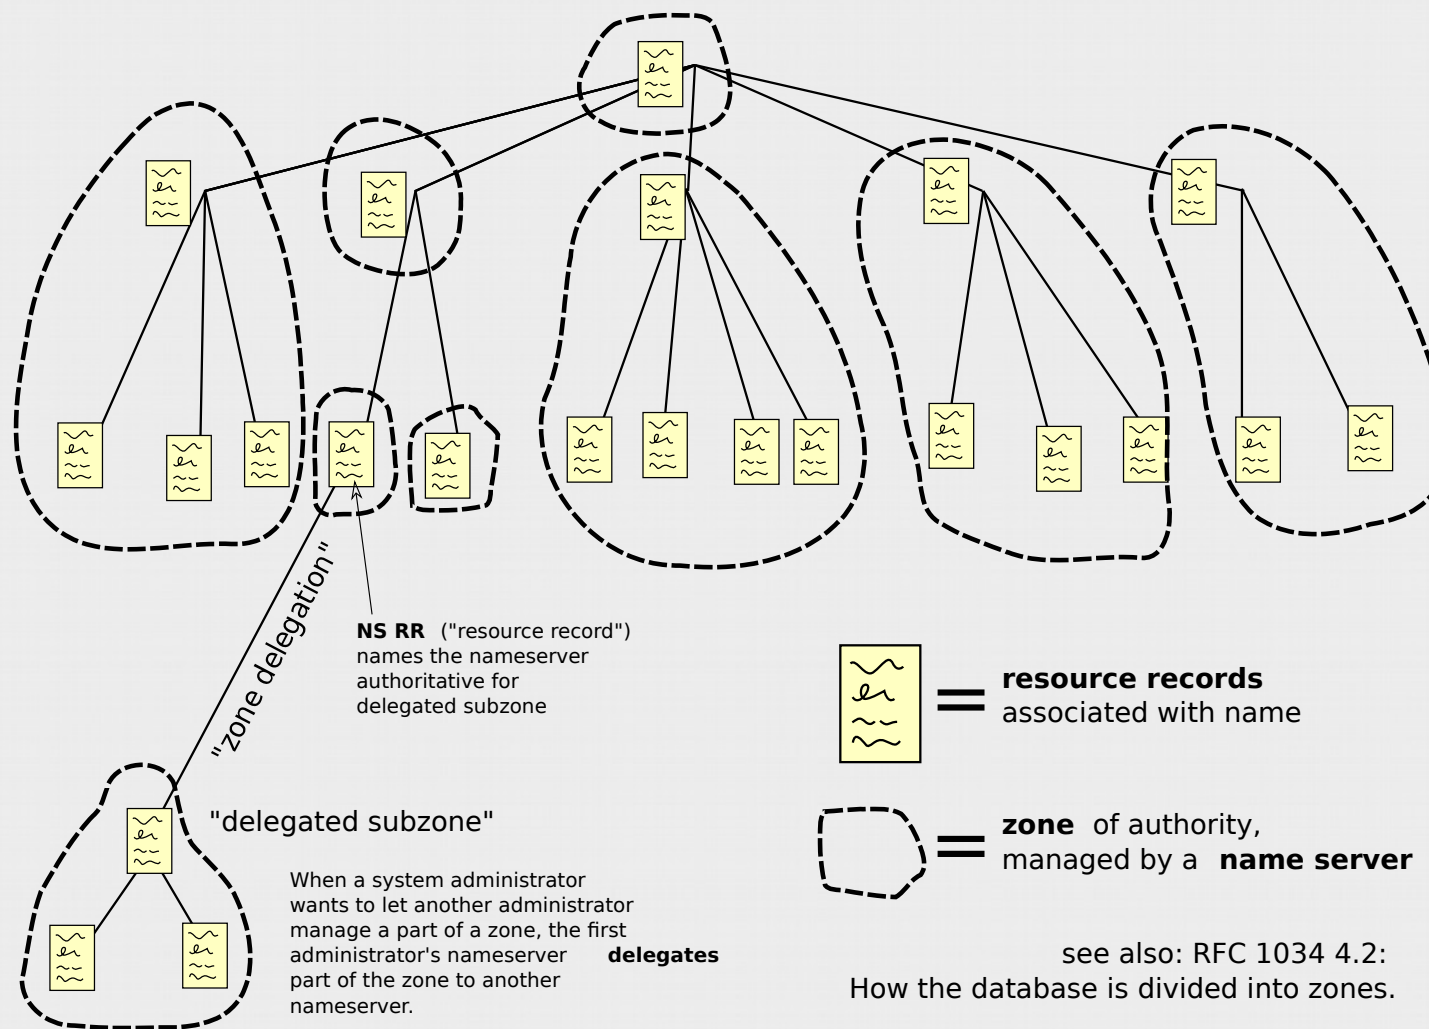 "zone delegation"
NS RR ("resource record")
names the nameserver
authoritative for
delegated subzone
resource records
associated with name
"delegated subzone"
zone of authority,
managed by a name server
When a system administrator
wants to let another administrator
manage a part of a zone, the first
administrator's nameserver delegates
part of the zone to another
nameserver.
see also: RFC 1034 4.2:
How the database is divided into zones.